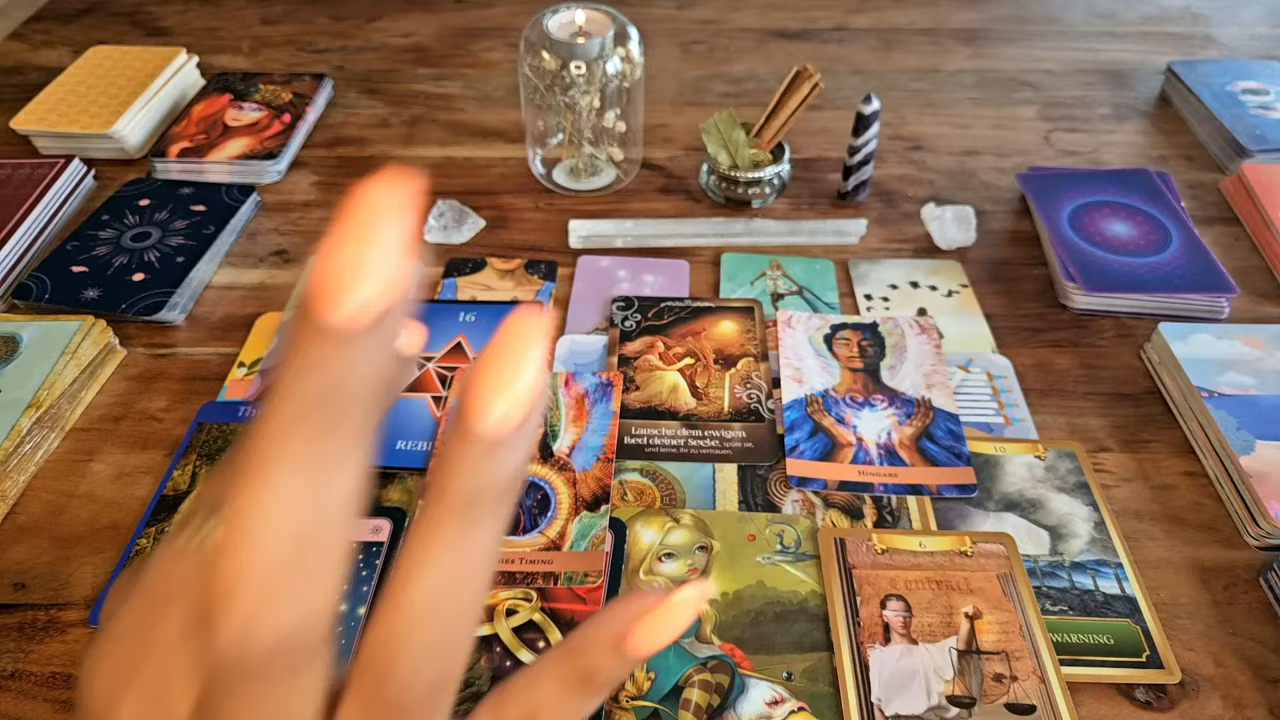 16
REBI
Lausche dem ewigen
Lied deiner Seele, spüre sie,
und lerne, ihr zu vertrauen.
HINGABE
10
TIMING
6
Contract
WARNING